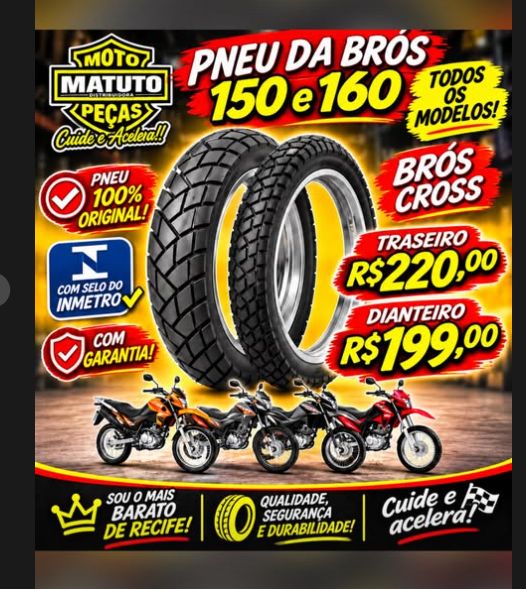 MOTO
MATUTO
DISTRIBUIDORA
PEÇAS
Cuide e Acelera!!
PNEU DA BRÓS
150 e 160
TODOS
OS
MODELOS!
PNEU
100%
ORIGINAL!
BRÓS
CROSS
COM SELO DO
INMETRO
TRASEIRO
R$220,00
DIANTEIRO
R$199,00
COM
GARANTIA!
SOU O MAIS
BARATO
DE RECIFE!
QUALIDADE,
SEGURANÇA
E DURABILIDADE!
Cuide e
acelera!